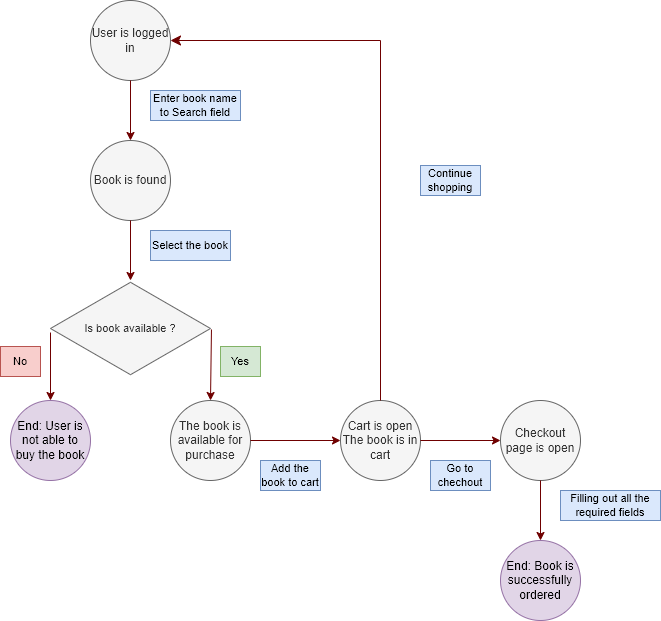 User is logged
in
Enter book name
to Search field
Book is found
Continue
shopping
Select the book
Is book available ?
No
Yes
End: User is
not able to
buy the book
The book is
available for
purchase
Add the
book to cart
Cart is open
The book is in
cart
Go to
chechout
Checkout
page is open
Filling out all the
required fields
End: Book is
successfully
ordered